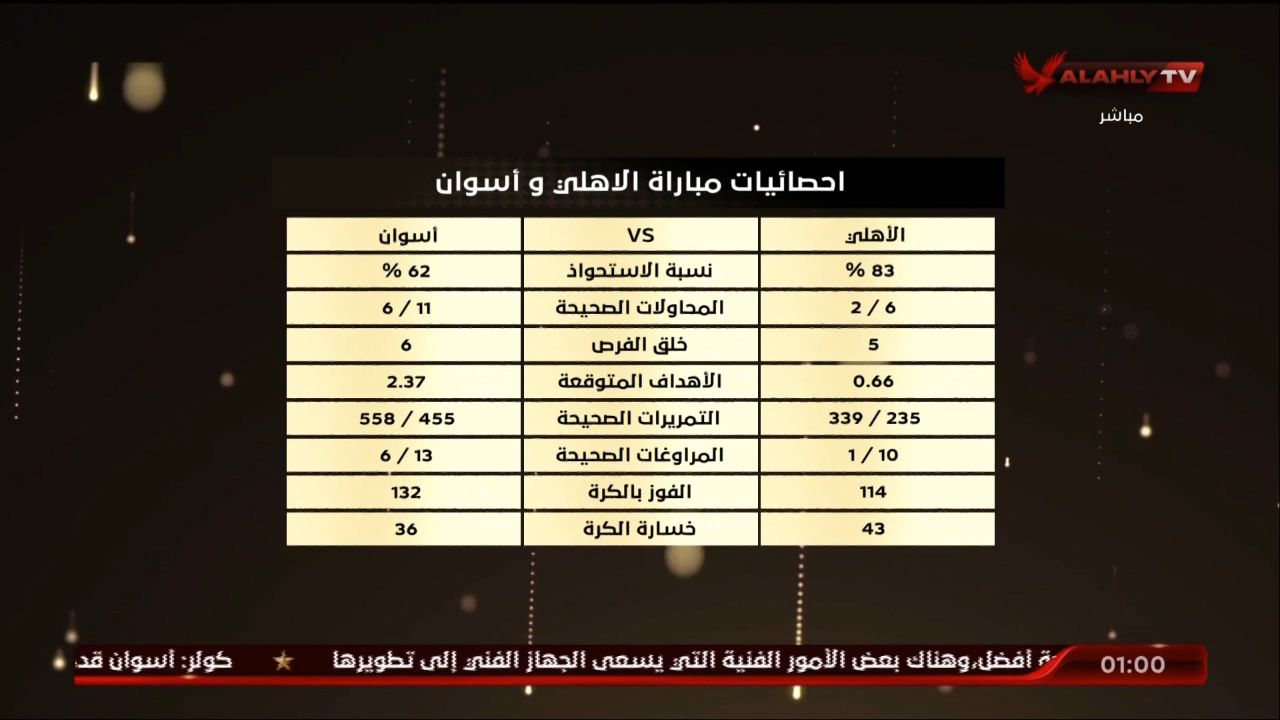 ALAHLY TV
مباشر
احصائيات مباراة الاهلي و أسوان
الأهلي VS أسوان
83 % نسبة الاستحواذ 62 %
2 / 6 المحاولات الصحيحة 6 / 11
5 خلق الفرص 6
0.66 الأهداف المتوقعة 2.37
339 / 235 التمريرات الصحيحة 558 / 455
1 / 10 المراوغات الصحيحة 6 / 13
114 الفوز بالكرة 132
43 خسارة الكرة 36
01:00 أفضل،وهناك بعض الأمور الفنية التي يسعى الجهاز الفني إلى تطويرها كولر: أسوان